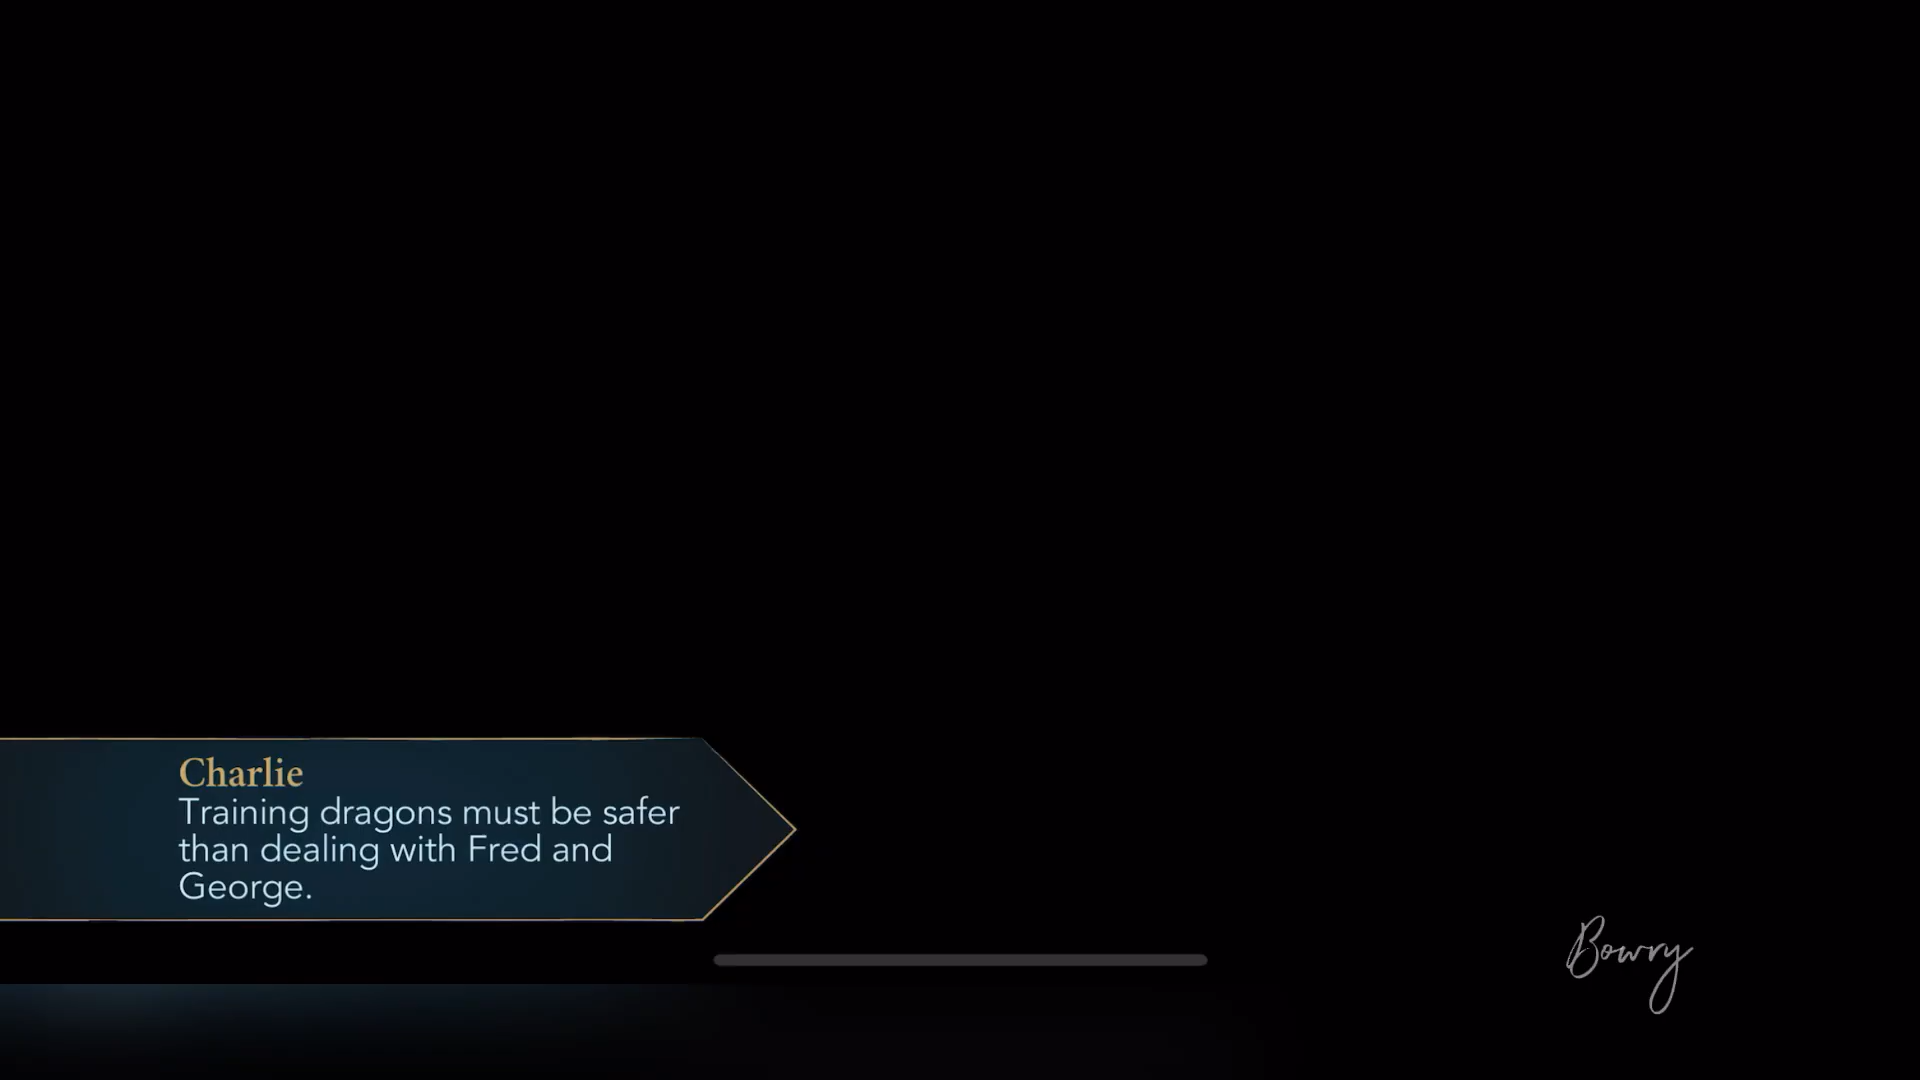 Charlie
Training dragons must be safer
than dealing with Fred and
George.
Bowry